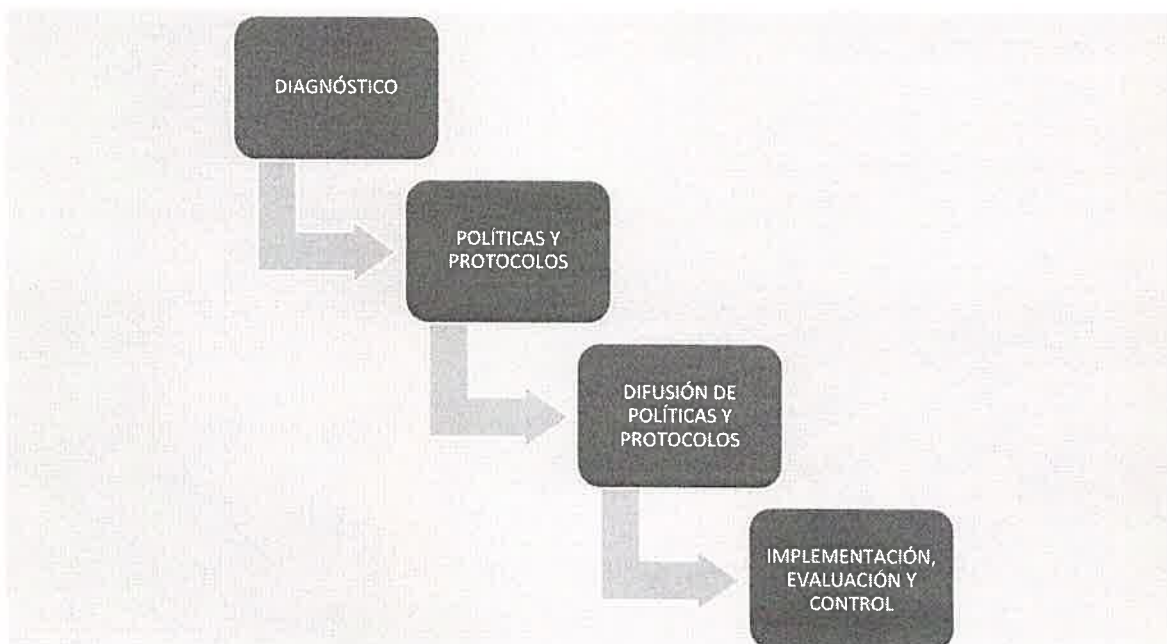 DIAGNÓSTICO
POLÍTICAS Y
PROTOCOLOS
DIFUSIÓN DE
POLÍTICAS Y
PROTOCOLOS
IMPLEMENTACIÓN,
EVALUACIÓN Y
CONTROL